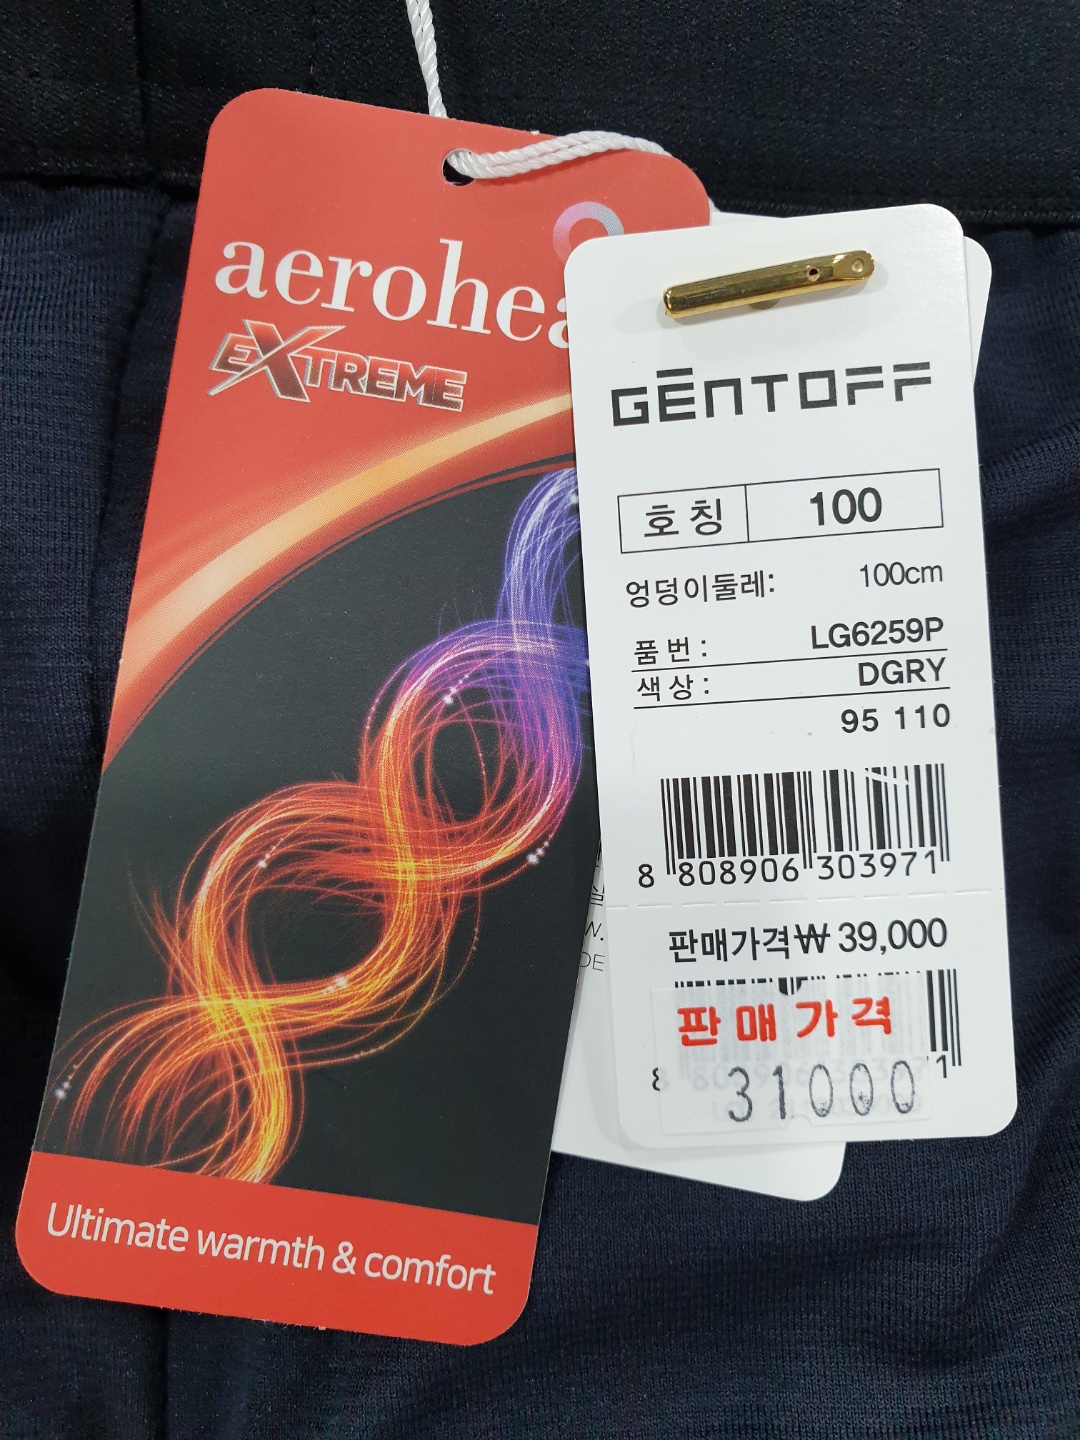 EXTREME
Ultimate warmth & comfort
GENTOFF
호칭 100
엉덩이둘레: 100cm
품번: LG6259P
색상: DGRY
95 110
8 808906 303971
판매가격₩ 39,000
판매가격
31000